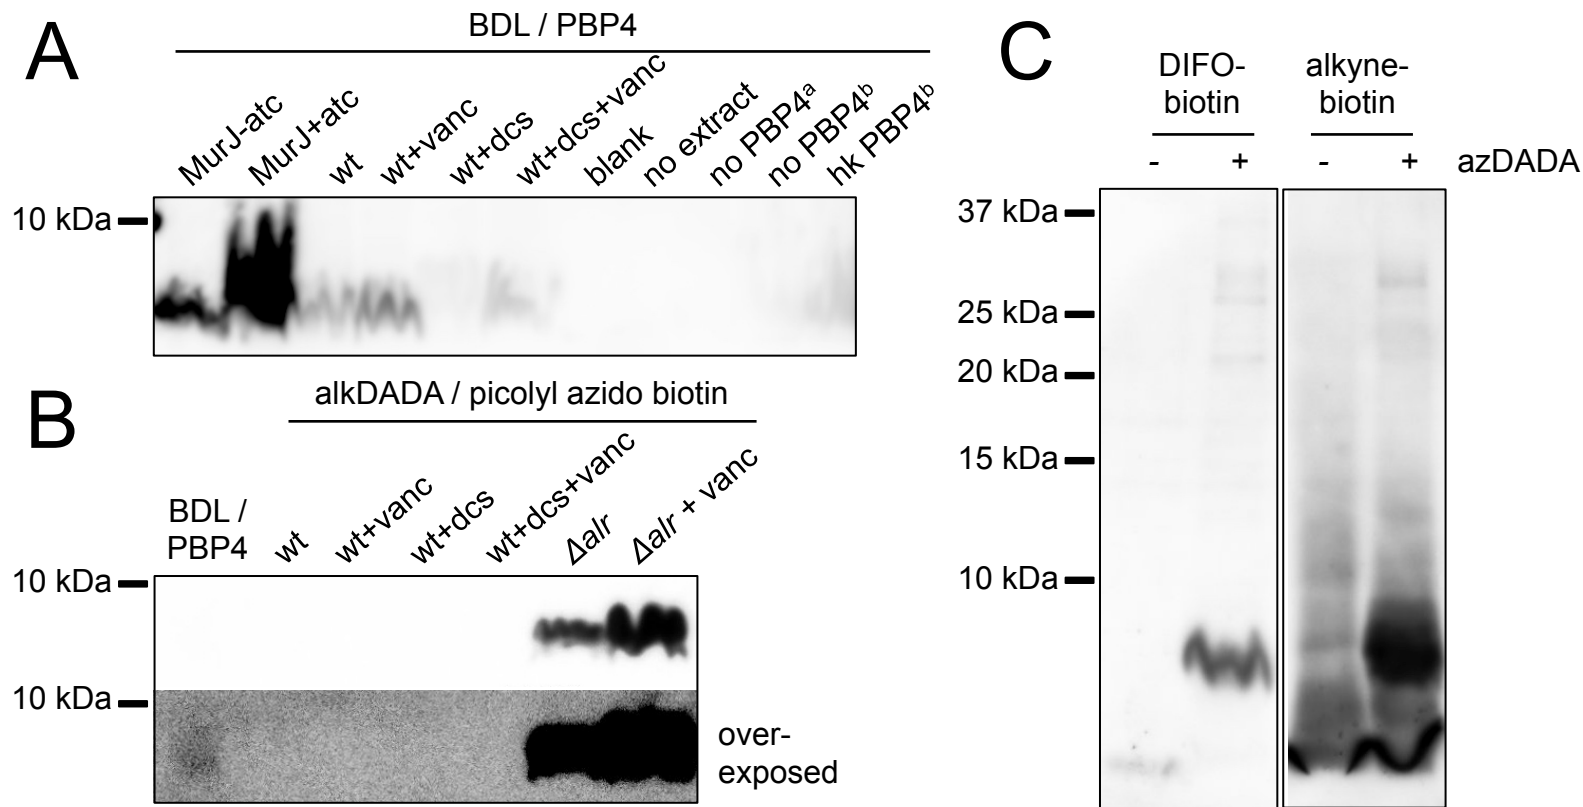 A
BDL / PBP4
MurJ-atc
MurJ+atc
wt
wt+vanc
wt+dcs
wt+dcs+vanc
blank
no extract
no PBP4ᵃ
no PBP4ᵇ
hk PBP4ᵇ
10 kDa
B
alkDADA / picolyl azido biotin
BDL /
PBP4
wt
wt+vanc
wt+dcs
wt+dcs+vanc
Δalr
Δalr + vanc
10 kDa
10 kDa
over-
exposed
C
DIFO-
biotin
alkyne-
biotin
- + - + azDADA
37 kDa
25 kDa
20 kDa
15 kDa
10 kDa